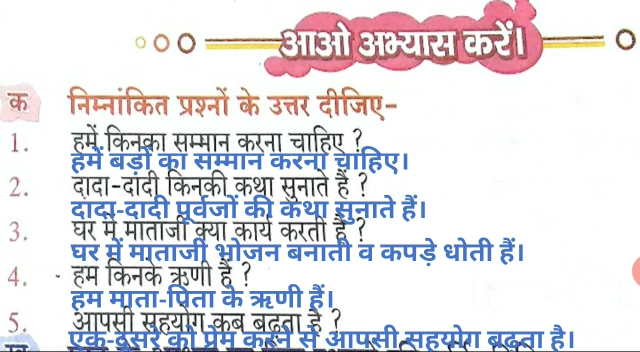 आओ अभ्यास करें।
क निम्नांकित प्रश्नों के उत्तर दीजिए–
1. हमें किनका सम्मान करना चाहिए ?
हमें बड़ों का सम्मान करना चाहिए।
2. दादा-दादी किनकी कथा सुनाते हैं ?
दादा-दादी पूर्वजों की कथा सुनाते हैं।
3. घर में माताजी क्या कार्य करती हैं ?
घर में माताजी भोजन बनाती व कपड़े धोती हैं।
4. हम किनके ऋणी हैं ?
हम माता-पिता के ऋणी हैं।
5. आपसी सहयोग कब बढ़ता है ?
एक-दूसरे को प्रेम करने से आपसी सहयोग बढ़ता है।